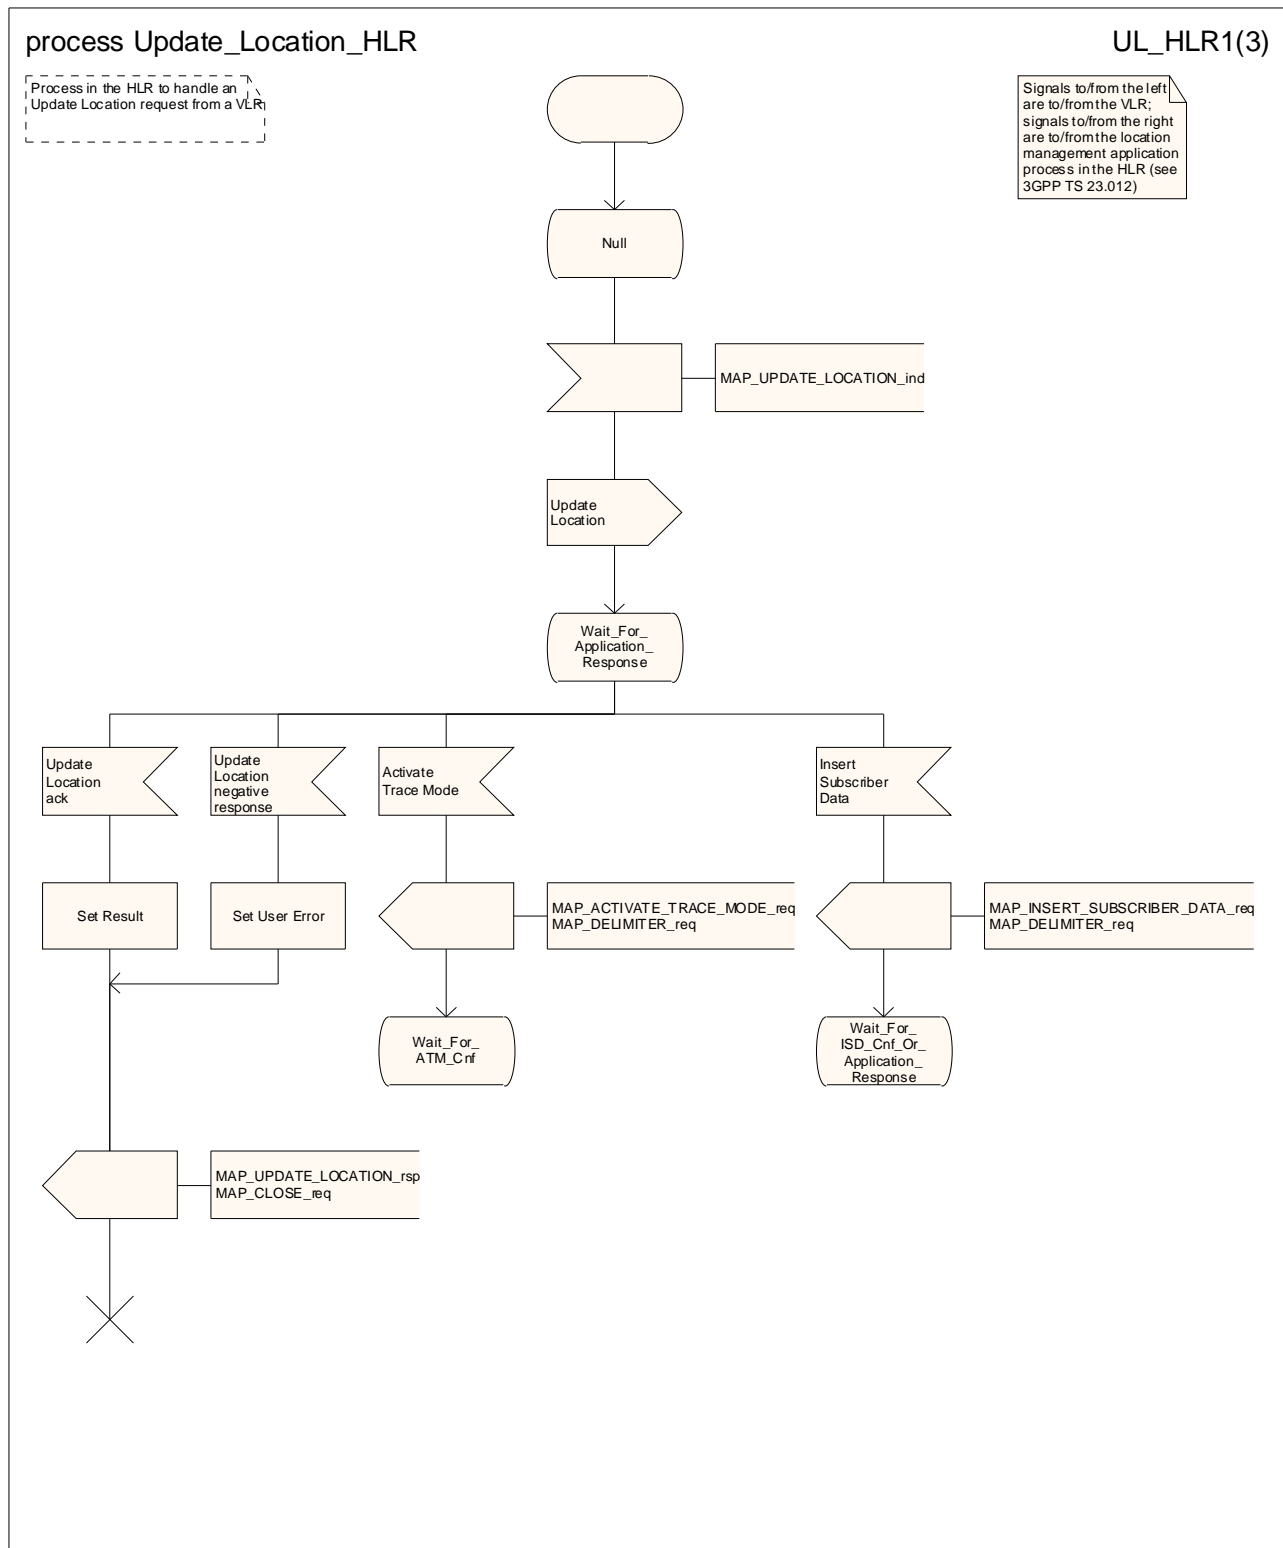 process Update_Location_HLR
UL_HLR1(3)
Process in the HLR to handle an
Update Location request from a VLR
Signals to/from the left
are to/from the VLR;
signals to/from the right
are to/from the location
management application
process in the HLR (see
3GPP TS 23.012)
Null
MAP_UPDATE_LOCATION_ind
Update
Location
Wait_For_
Application_
Response
Update
Location
ack
Update
Location
negative
response
Activate
Trace Mode
Insert
Subscriber
Data
Set Result
Set User Error
MAP_ACTIVATE_TRACE_MODE_req
MAP_DELIMITER_req
MAP_INSERT_SUBSCRIBER_DATA_req
MAP_DELIMITER_req
Wait_For_
ATM_Cnf
Wait_For_
ISD_Cnf_Or_
Application_
Response
MAP_UPDATE_LOCATION_rsp
MAP_CLOSE_req